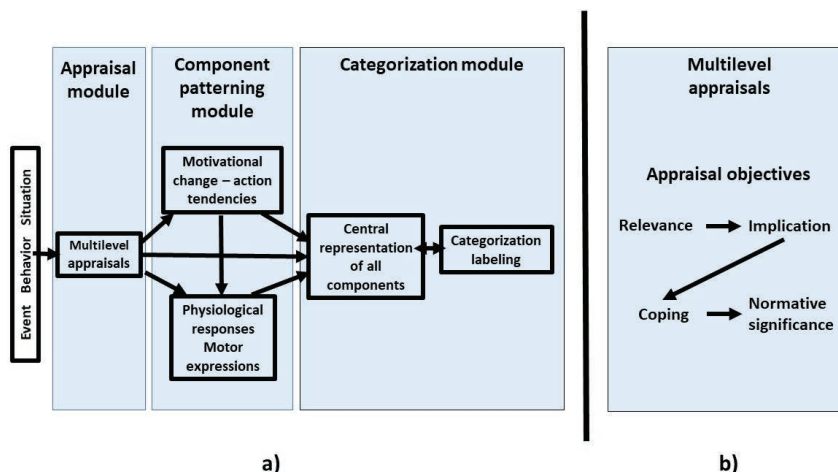 Event Behavior Situation
Appraisal
module
Multilevel
appraisals
Component
patterning
module
Motivational
change – action
tendencies
Physiological
responses
Motor
expressions
Categorization module
Central
representation
of all
components
Categorization
labeling
a)
Multilevel
appraisals
Appraisal objectives
Relevance
Implication
Coping
Normative
significance
b)